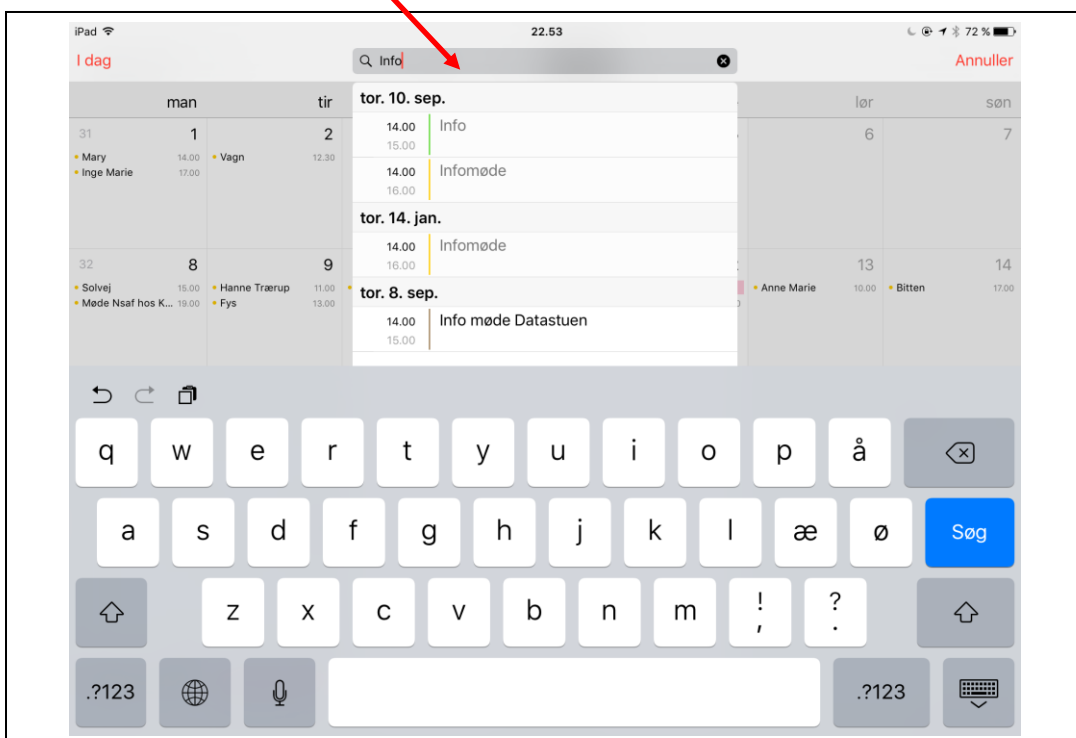 iPad 22.53 72 %
I dag Info Annuller
man tir lør søn
tor. 10. sep.
14.00 Info
15.00
14.00 Infomøde
16.00
tor. 14. jan.
14.00 Infomøde
16.00
tor. 8. sep.
14.00 Info møde Datastuen
15.00
31 1 2 6 7
Mary 14.00 Vagn 12.30
Inge Marie 17.00
32 8 9 13 14
Solvej 15.00 Hanne Trærup 11.00 Anne Marie 10.00 Bitten 17.00
Møde Nsaf hos K... 19.00 Fys 13.00
q w e r t y u i o p å
a s d f g h j k l æ ø Søg
z x c v b n m ! , ? .
.?123 .?123